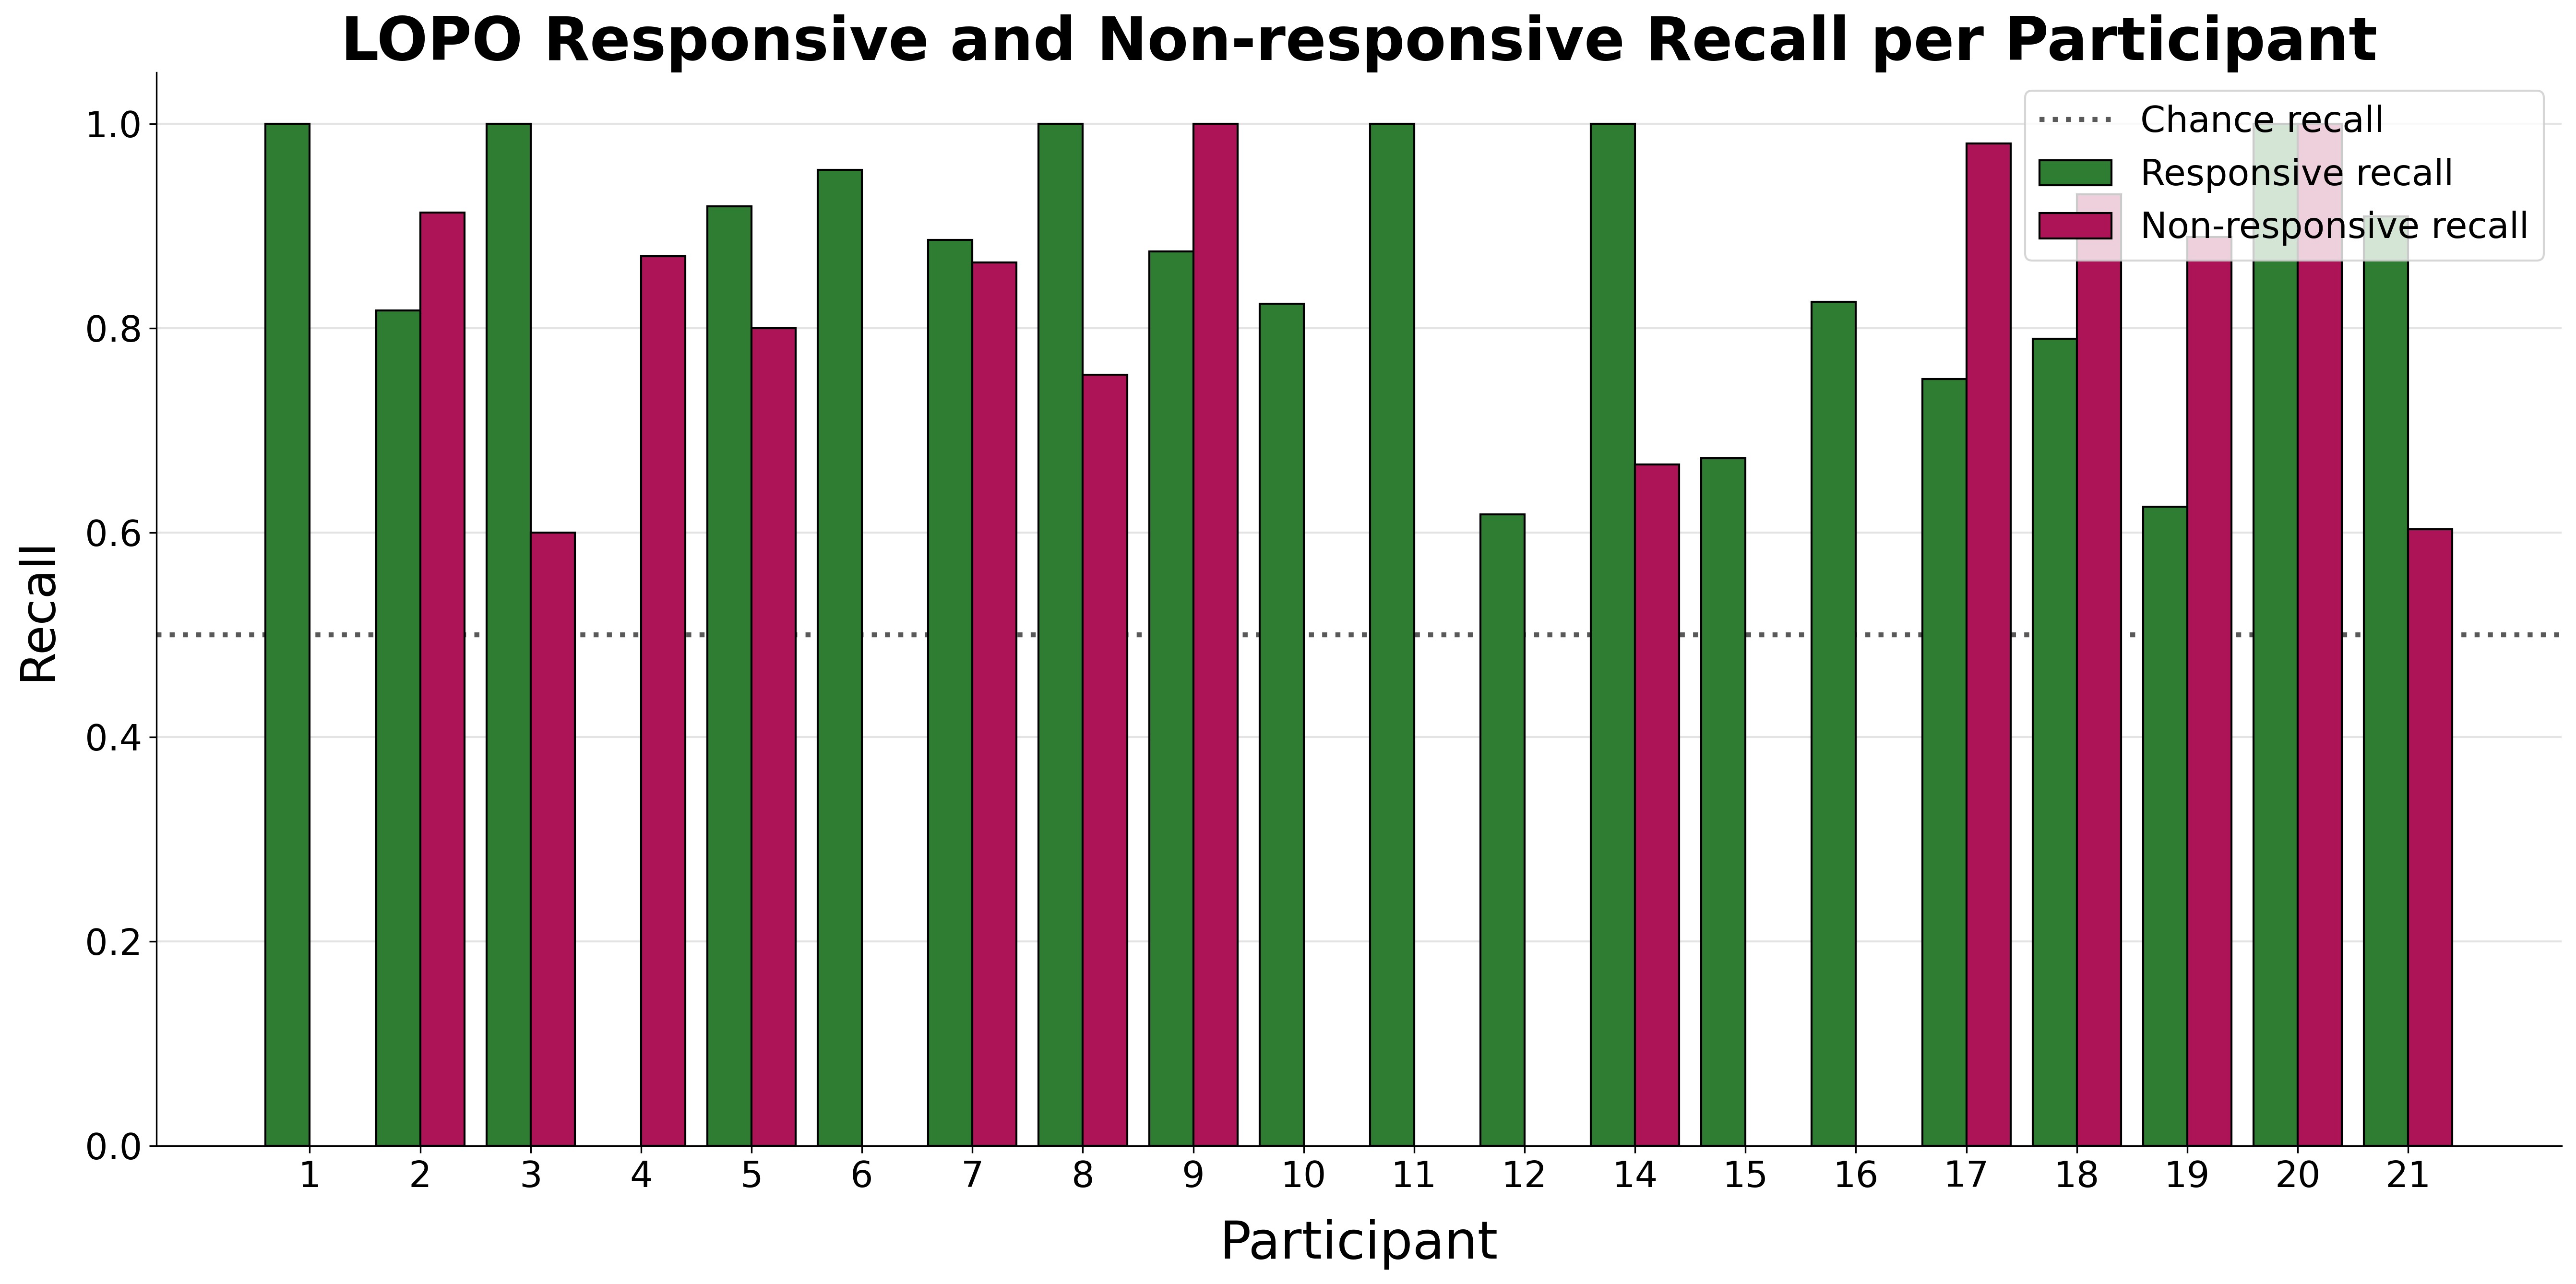 LOPO Responsive and Non-responsive Recall per Participant
Chance recall
Responsive recall
Non-responsive recall
Recall
1.0
0.8
0.6
0.4
0.2
0.0
1 2 3 4 5 6 7 8 9 10 11 12 14 15 16 17 18 19 20 21
Participant